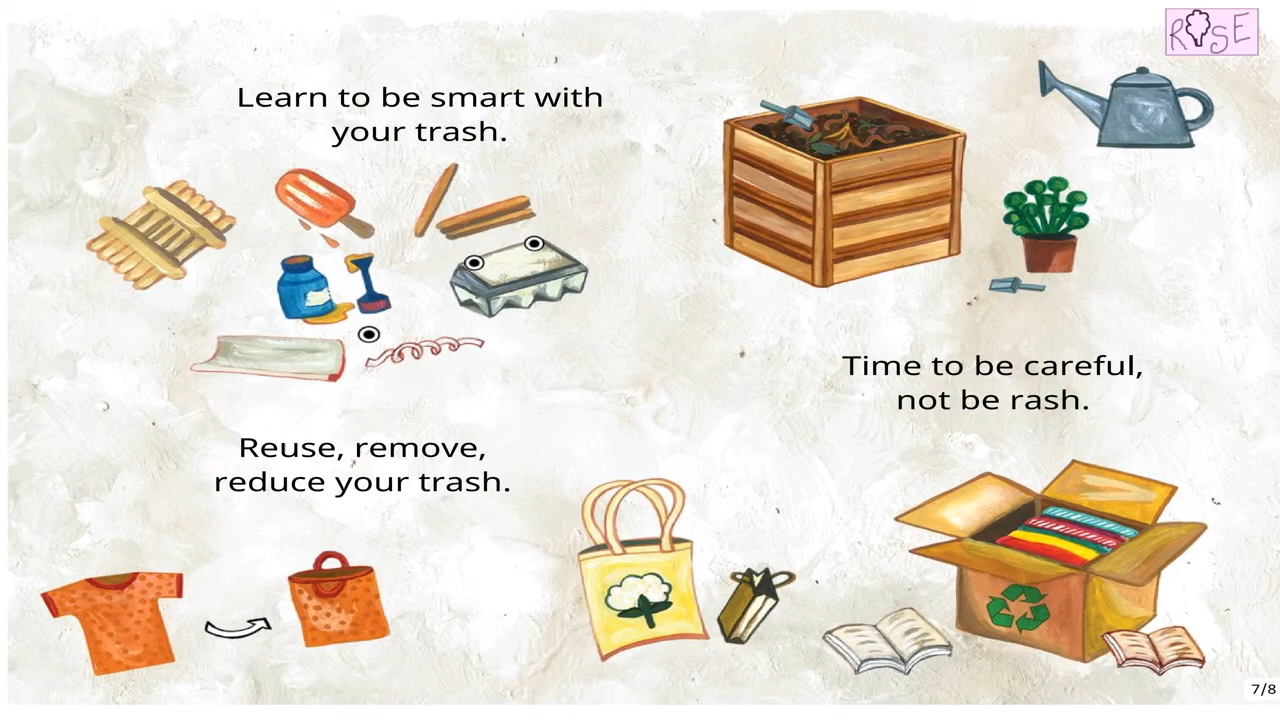 RSE
Learn to be smart with
your trash.
Time to be careful,
not be rash.
Reuse, remove,
reduce your trash.
7/8